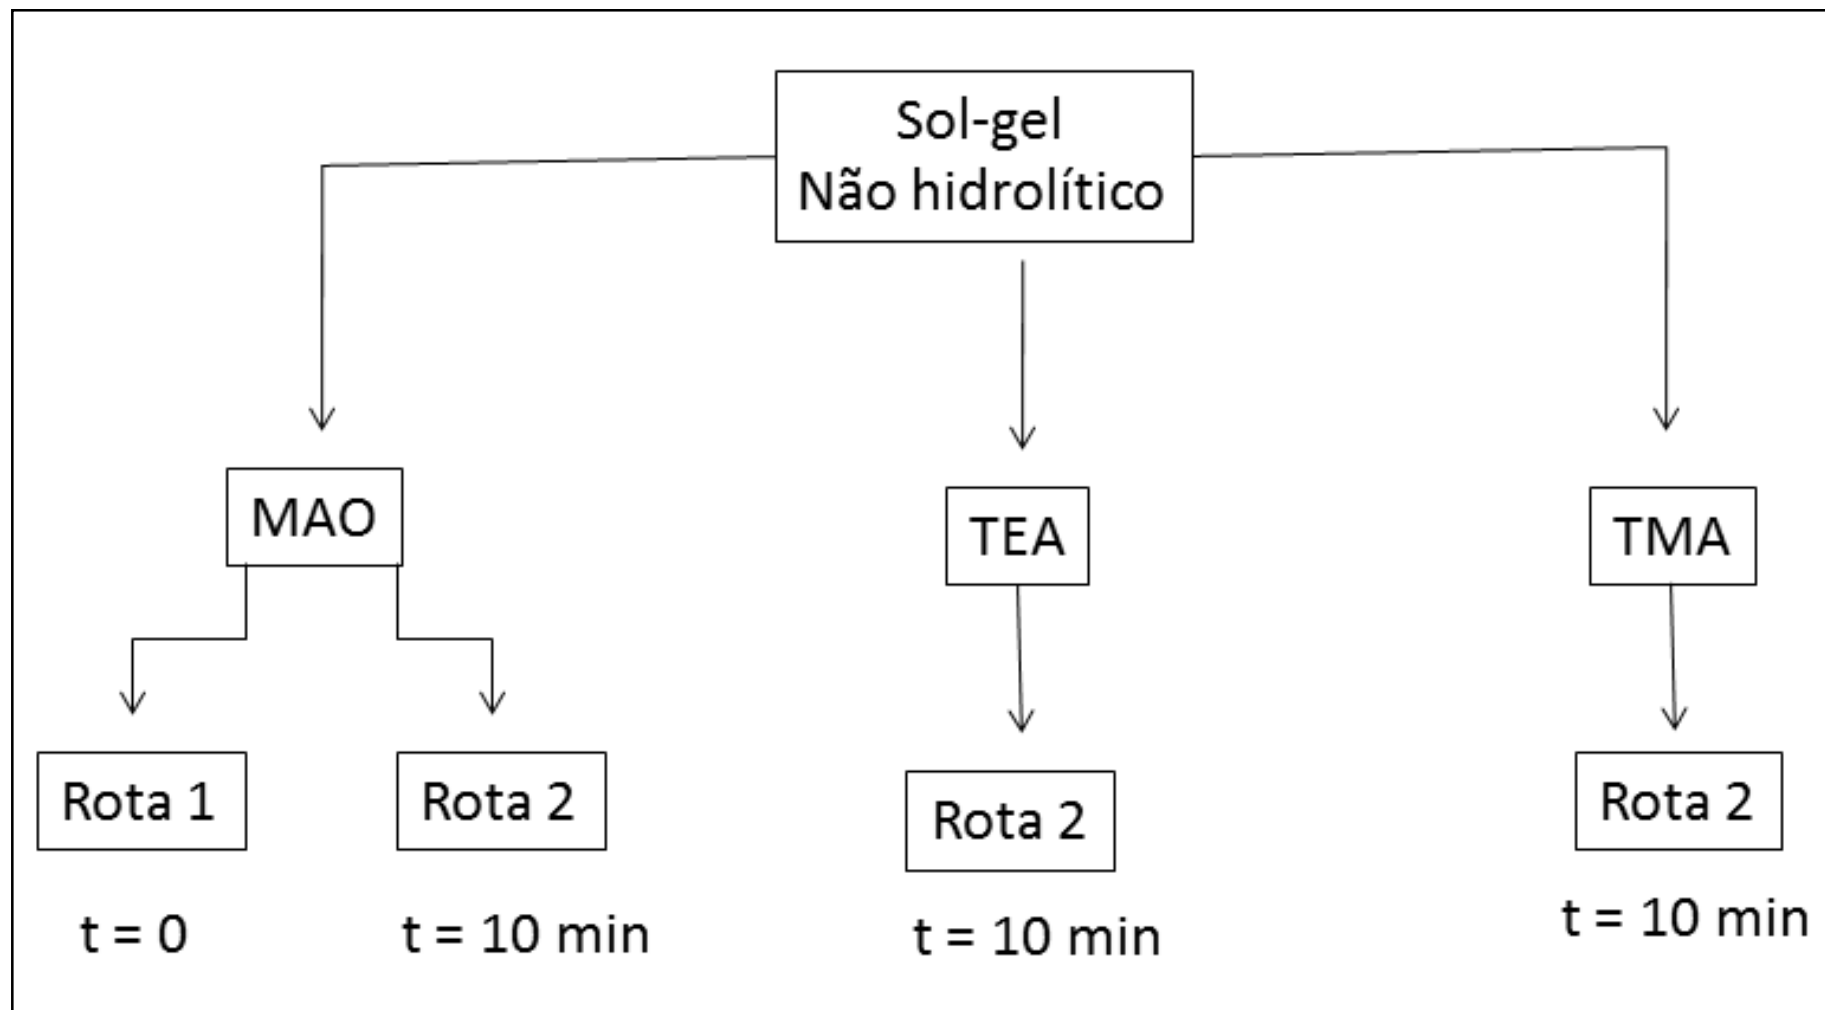 Sol-gel
Não hidrolítico
MAO
TEA
TMA
Rota 1
Rota 2
Rota 2
Rota 2
t = 0
t = 10 min
t = 10 min
t = 10 min